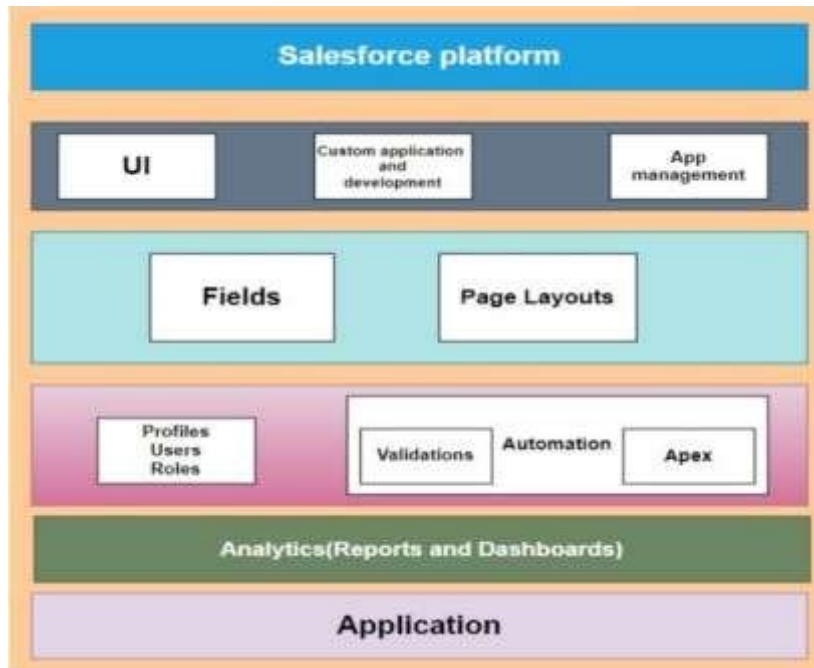 Salesforce platform
UI
Custom application
and
development
App
management
Fields
Page Layouts
Profiles
Users
Roles
Validations
Automation
Apex
Analytics(Reports and Dashboards)
Application